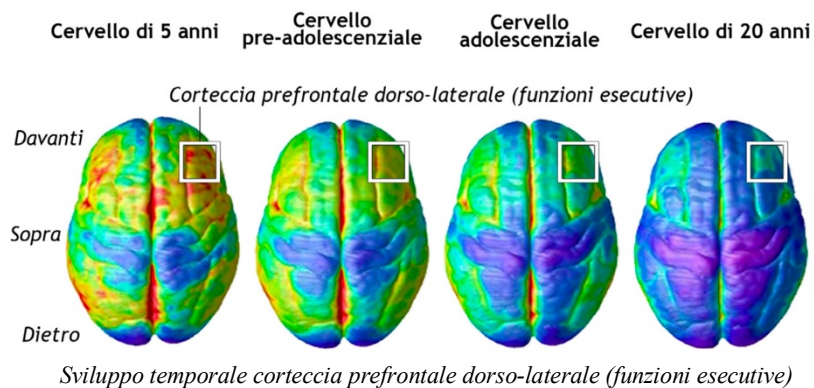 Cervello di 5 anni
Cervello
pre-adolescenziale
Cervello
adolescenziale
Cervello di 20 anni
Corteccia prefrontale dorso-laterale (funzioni esecutive)
Davanti
Sopra
Dietro
Sviluppo temporale corteccia prefrontale dorso-laterale (funzioni esecutive)